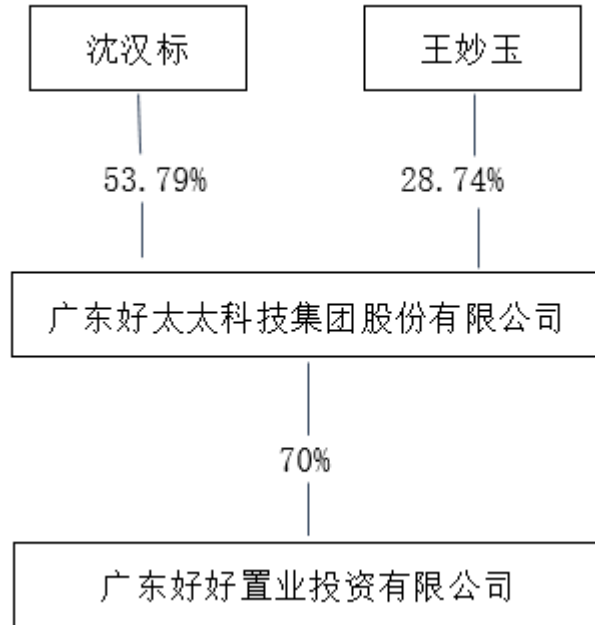 沈汉标
王妙玉
53.79%
28.74%
广东好太太科技集团股份有限公司
70%
广东好好置业投资有限公司